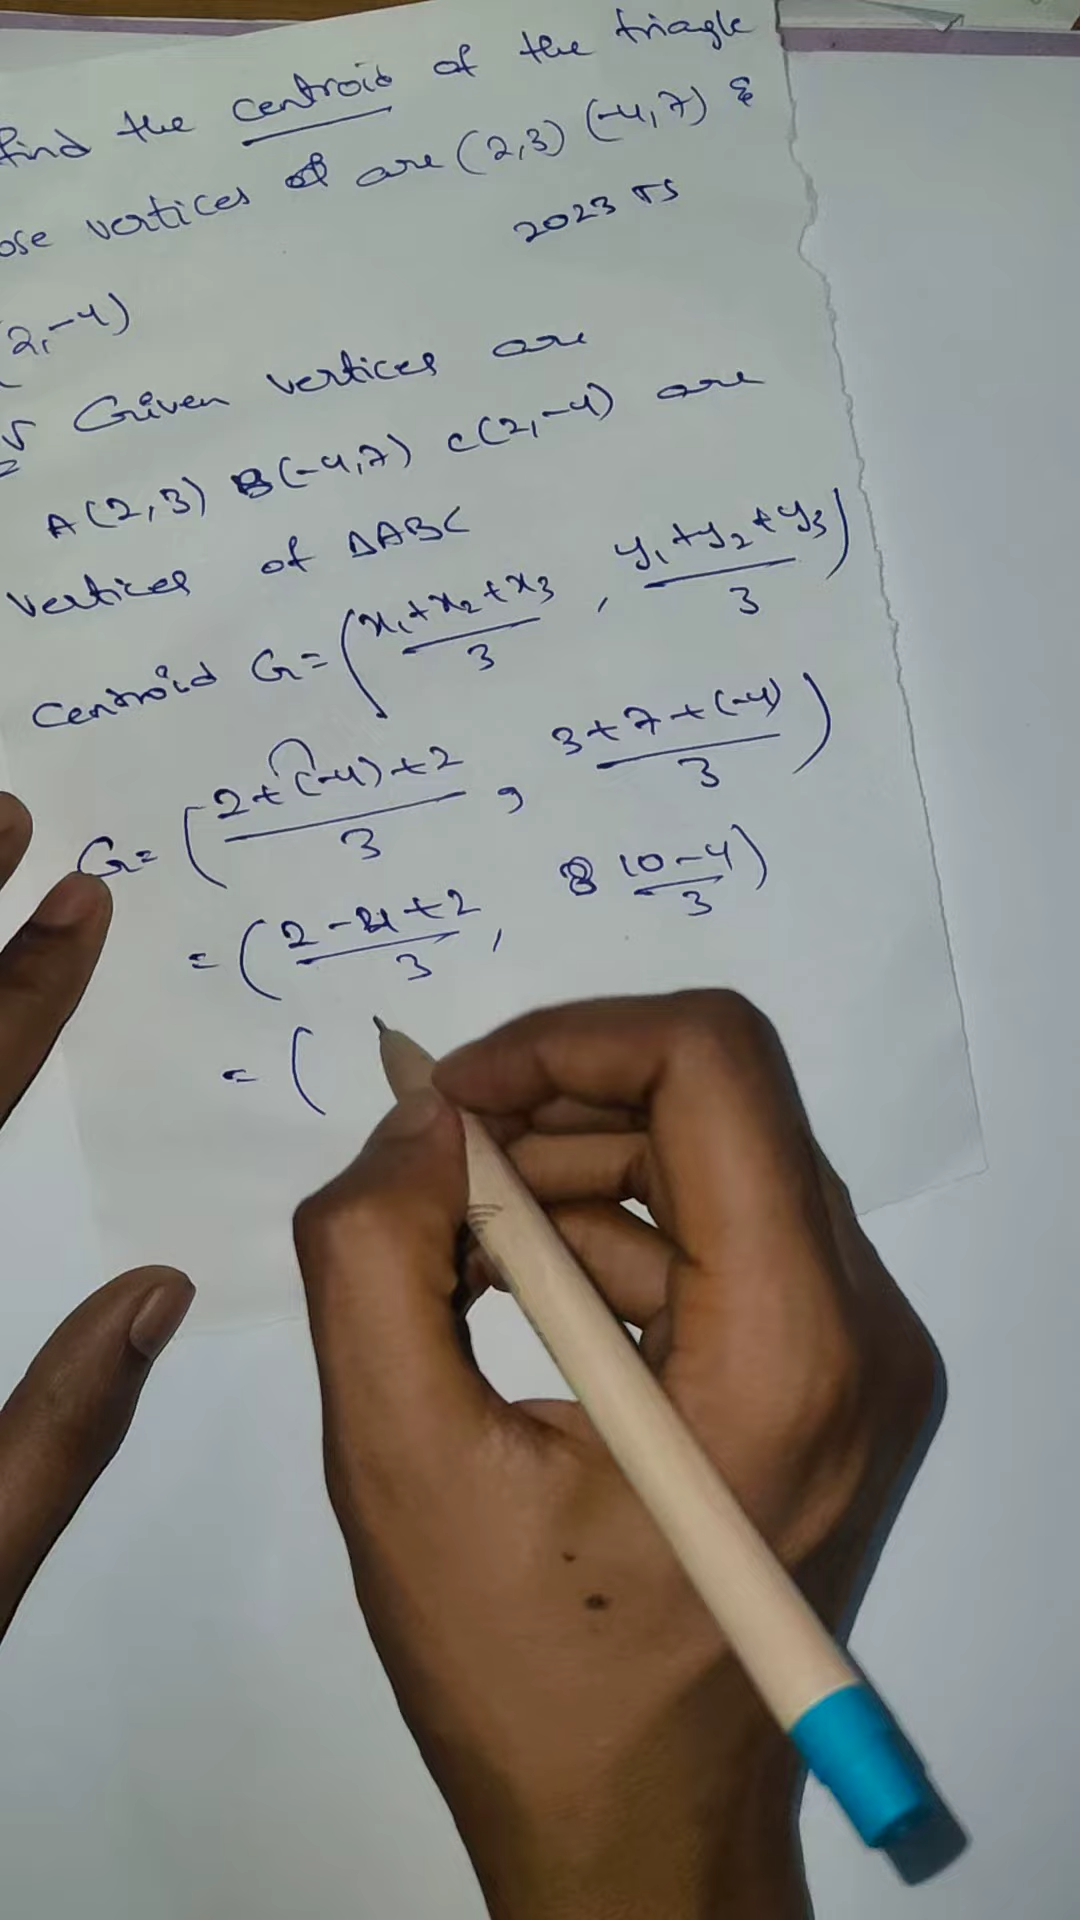 find the centroid of the triangle
ose vertices of are (2,3) (-4,7) &
2023 TS
(2,-4)
Given vertices are
A(2,3) B(-4,7) C(2,-4) are
vertices of ΔABC
Centroid G=(x₁+x₂+x₃/3 , y₁+y₂+y₃/3)
G=(2+(-4)+2/3 , 3+7+(-4)/3)
=(2-4+2/3 , 10-4/3)
=(